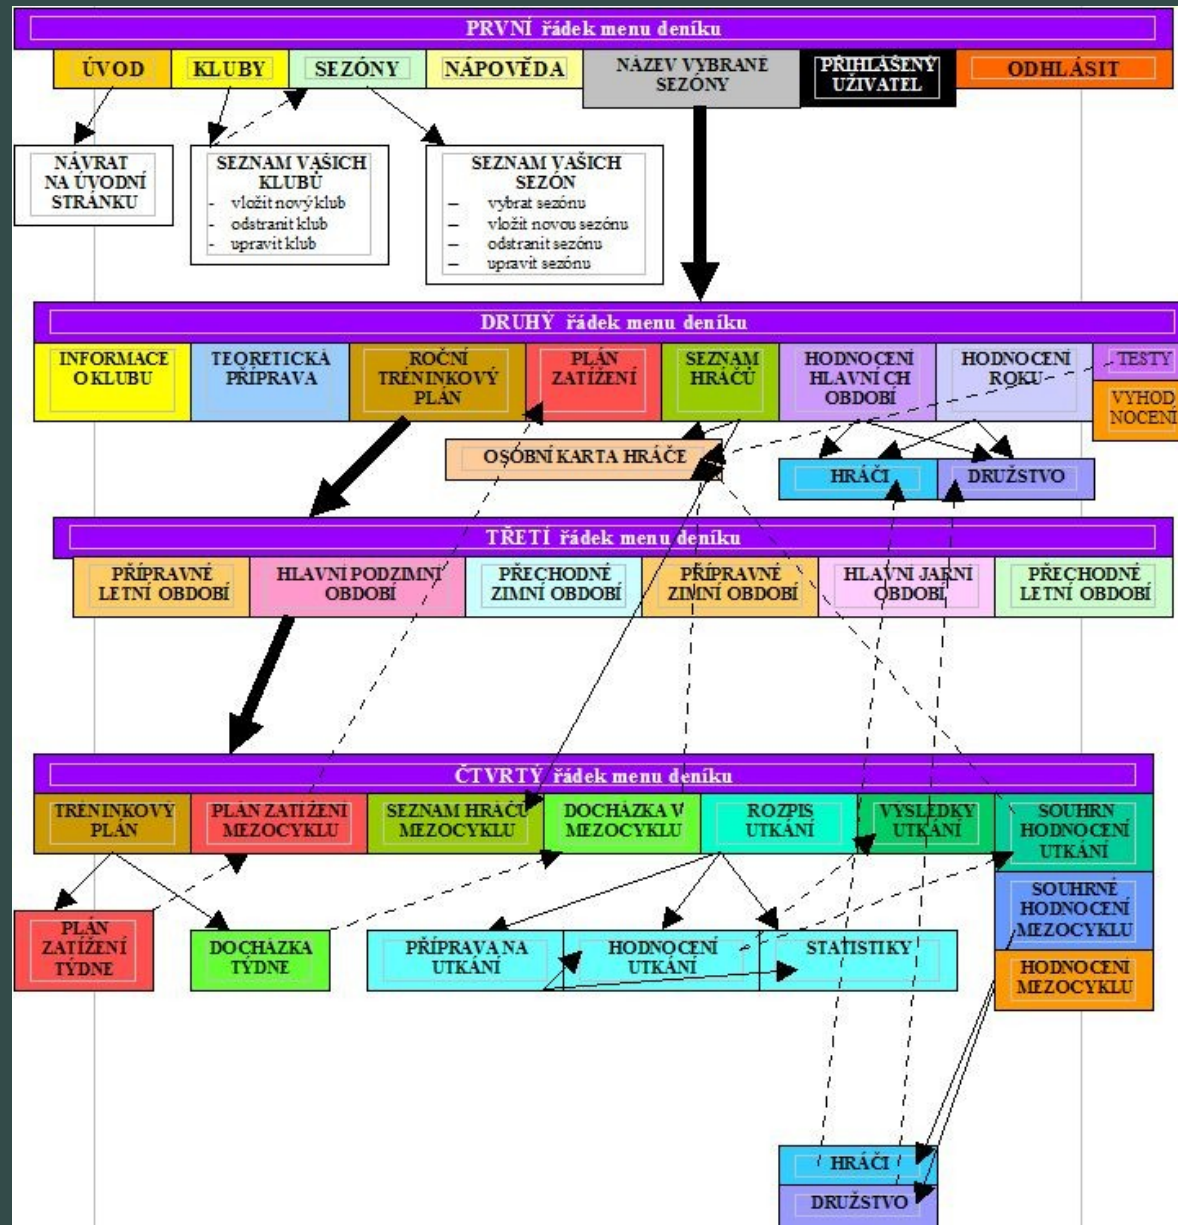 PRVNÍ řádek menu deníku
ÚVOD
KLUBY
SEZÓNY
NÁPOVĚDA
NÁZEV VYBRANÉ
SEZÓNY
PŘIHLÁŠENÝ
UŽIVATEL
ODHLÁSIT
NÁVRAT
NA ÚVODNÍ
STRÁNKU
SEZNAM VAŠICH
KLUBŮ
- vložit nový klub
- odstranit klub
- upravit klub
SEZNAM VAŠICH
SEZÓN
– vybrat sezónu
– vložit novou sezónu
– odstranit sezónu
– upravit sezónu
DRUHÝ řádek menu deníku
INFORMACE
O KLUBU
TEORETICKÁ
PŘÍPRAVA
ROČNÍ
TRÉNINKOVÝ
PLÁN
PLÁN
ZATÍŽENÍ
SEZNAM
HRÁČŮ
HODNOCENÍ
HLAVNÍCH
OBDOBÍ
HODNOCENÍ
ROKU
TESTY
VYHOD
NOCENÍ
OSOBNÍ KARTA HRÁČE
HRÁČI
DRUŽSTVO
TŘETÍ řádek menu deníku
PŘÍPRAVNÉ
LETNÍ OBDOBÍ
HLAVNÍ PODZIMNÍ
OBDOBÍ
PŘECHODNÉ
ZIMNÍ OBDOBÍ
PŘÍPRAVNÉ
ZIMNÍ OBDOBÍ
HLAVNÍ JARNÍ
OBDOBÍ
PŘECHODNÉ
LETNÍ OBDOBÍ
ČTVRTÝ řádek menu deníku
TRÉNINKOVÝ
PLÁN
PLÁN ZATÍŽENÍ
MEZOCYKLU
SEZNAM HRÁČŮ
MEZOCYKLU
DOCHÁZKA V
MEZOCYKLU
ROZPIS
UTKÁNÍ
VÝSLEDKY
UTKÁNÍ
SOUHRN
HODNOCENÍ
UTKÁNÍ
SOUHRNÉ
HODNOCENÍ
MEZOCYKLU
HODNOCENÍ
MEZOCYKLU
PLÁN
ZATÍŽENÍ
TÝDNE
DOCHÁZKA
TÝDNE
PŘÍPRAVA NA
UTKÁNÍ
HODNOCENÍ
UTKÁNÍ
STATISTIKY
HRÁČI
DRUŽSTVO